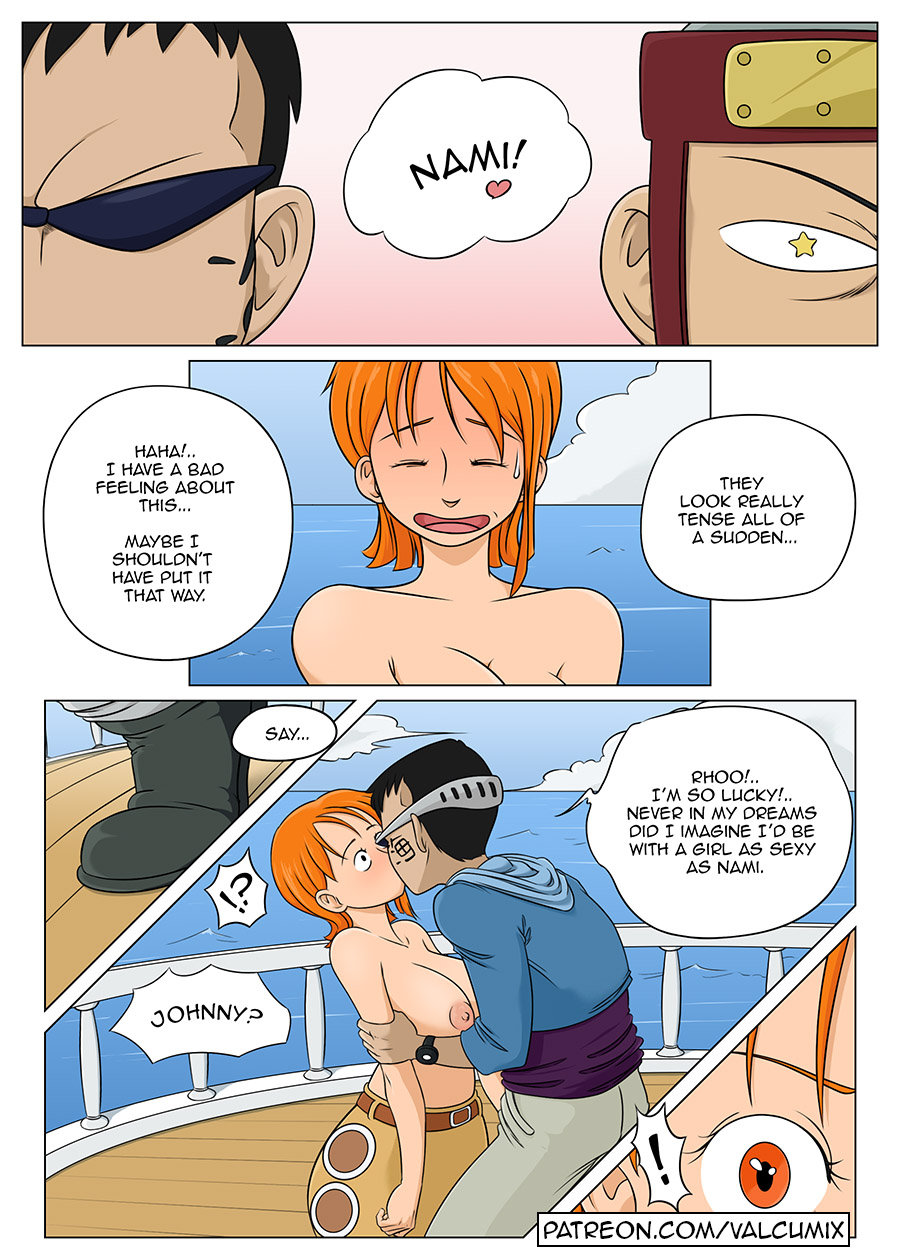 NAMI!
HAHA!..
I HAVE A BAD
FEELING ABOUT
THIS...
MAYBE I
SHOULDN'T
HAVE PUT IT
THAT WAY.
THEY
LOOK REALLY
TENSE ALL OF
A SUDDEN...
SAY...
RHOO!..
I'M SO LUCKY!..
NEVER IN MY DREAMS
DID I IMAGINE I'D BE
WITH A GIRL AS SEXY
AS NAMI.
!?
JOHNNY?
!
PATREON.COM/VALCUMIX